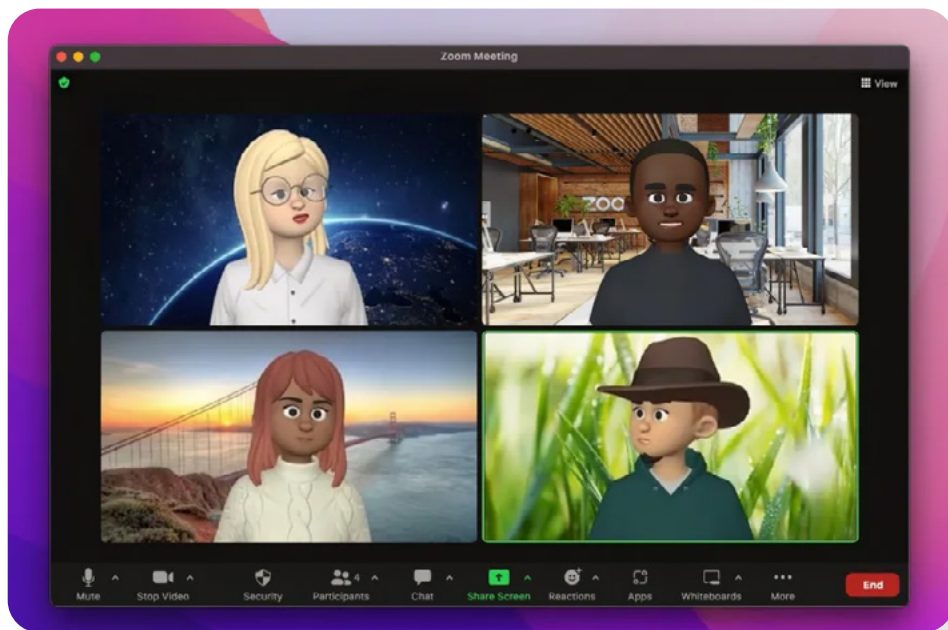 Zoom Meeting
View
ZOO
Mute
Stop Video
Security
Participants
4
Chat
Share Screen
Reactions
Apps
Whiteboards
More
End